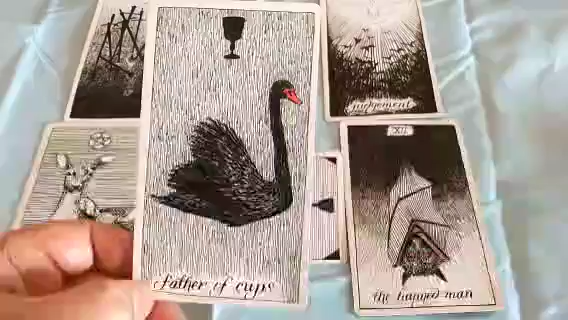 judgement
XII
father of cups
the hanged man